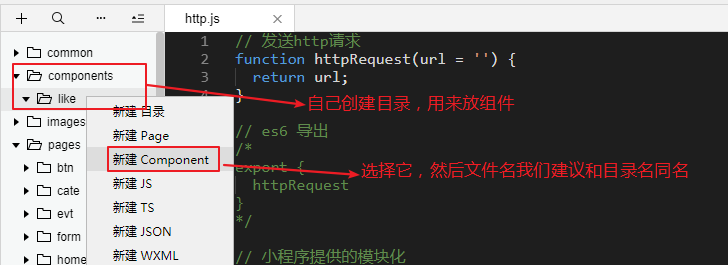 http.js
common
components
like
images
pages
btn
cate
evt
form
home
新建 目录
新建 Page
新建 Component
新建 JS
新建 TS
新建 JSON
新建 WXML
1
2
3
4
// 发送http请求
function httpRequest(url = '') {
return url;
}
自己创建目录，用来放组件
// es6 导出
/*
export {
httpRequest
}
*/
选择它，然后文件名我们建议和目录名同名
// 小程序提供的模块化